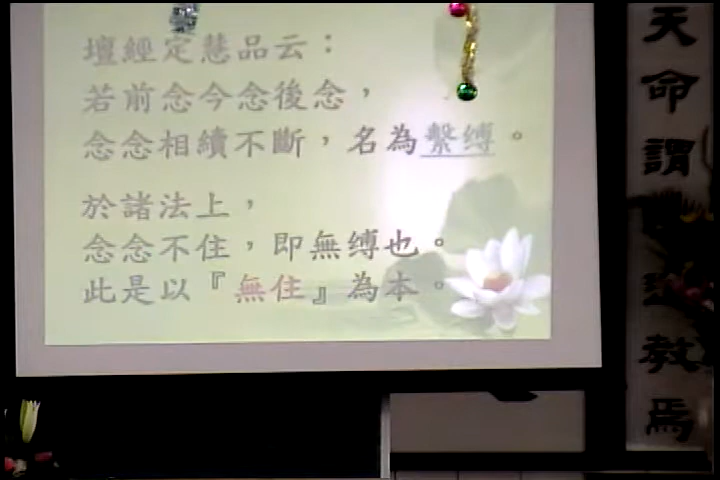 壇經定慧品云：
若前念今念後念，
念念相續不斷，名為繫縛。
於諸法上，
念念不住，即無缚也。
此是以『無住』為本。
天命謂
教焉